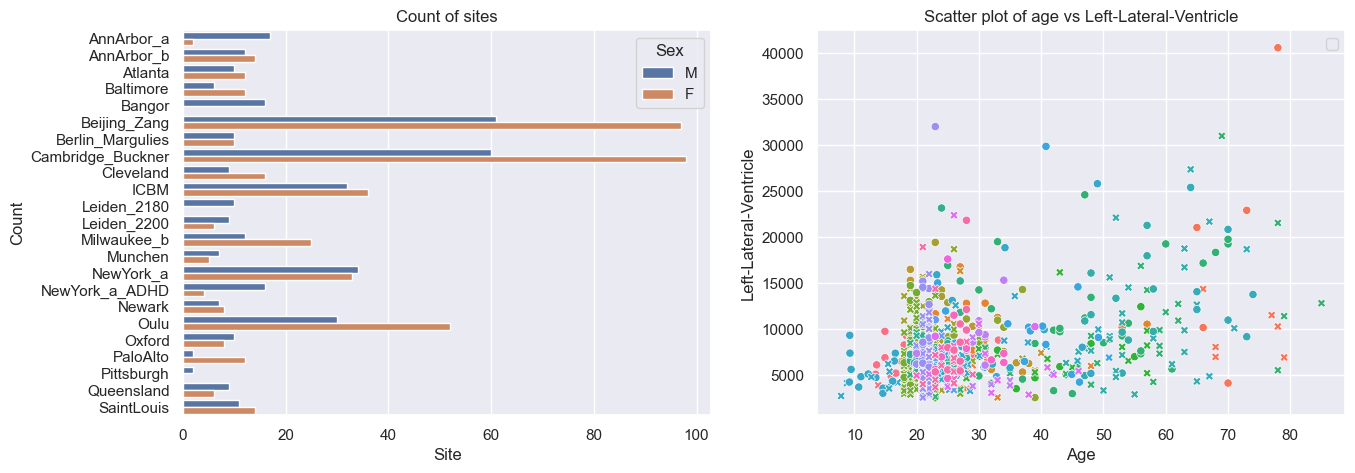 Count of sites
AnnArbor_a
AnnArbor_b
Atlanta
Baltimore
Bangor
Beijing_Zang
Berlin_Margulies
Cambridge_Buckner
Cleveland
ICBM
Leiden_2180
Leiden_2200
Milwaukee_b
Munchen
NewYork_a
NewYork_a_ADHD
Newark
Oulu
Oxford
PaloAlto
Pittsburgh
Queensland
SaintLouis
Count
0 20 40 60 80 100
Site
Sex
M
F
Scatter plot of age vs Left-Lateral-Ventricle
40000
35000
30000
25000
20000
15000
10000
5000
Left-Lateral-Ventricle
10 20 30 40 50 60 70 80
Age